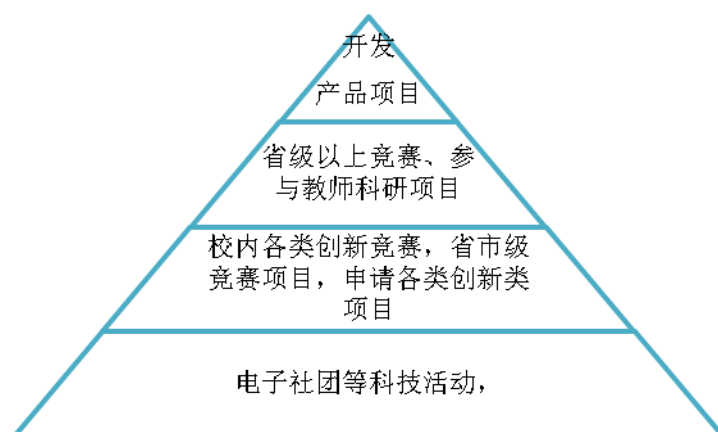 开发
产品项目
省级以上竞赛、参
与教师科研项目
校内各类创新竞赛，省市级
竞赛项目，申请各类创新类
项目
电子社团等科技活动，